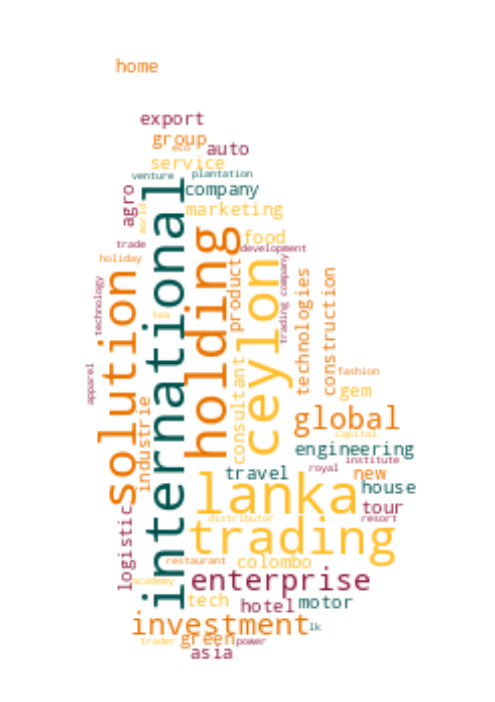 home
export
group
eco
auto
service
venture
plantation
company
agro
world
marketing
international
trade
holding
food
development
holiday
product
ceylon
trading company
technology
solution
technologies
construction
tea
apparel
consultant
fashion
gem
industrie
global
capital
engineering
institute
travel
royal
new
lanka
house
tour
resort
logistic
distributor
trading
restaurant
colombo
academy
enterprise
tech
hotel
motor
investment
lk
green
trader
power
asia